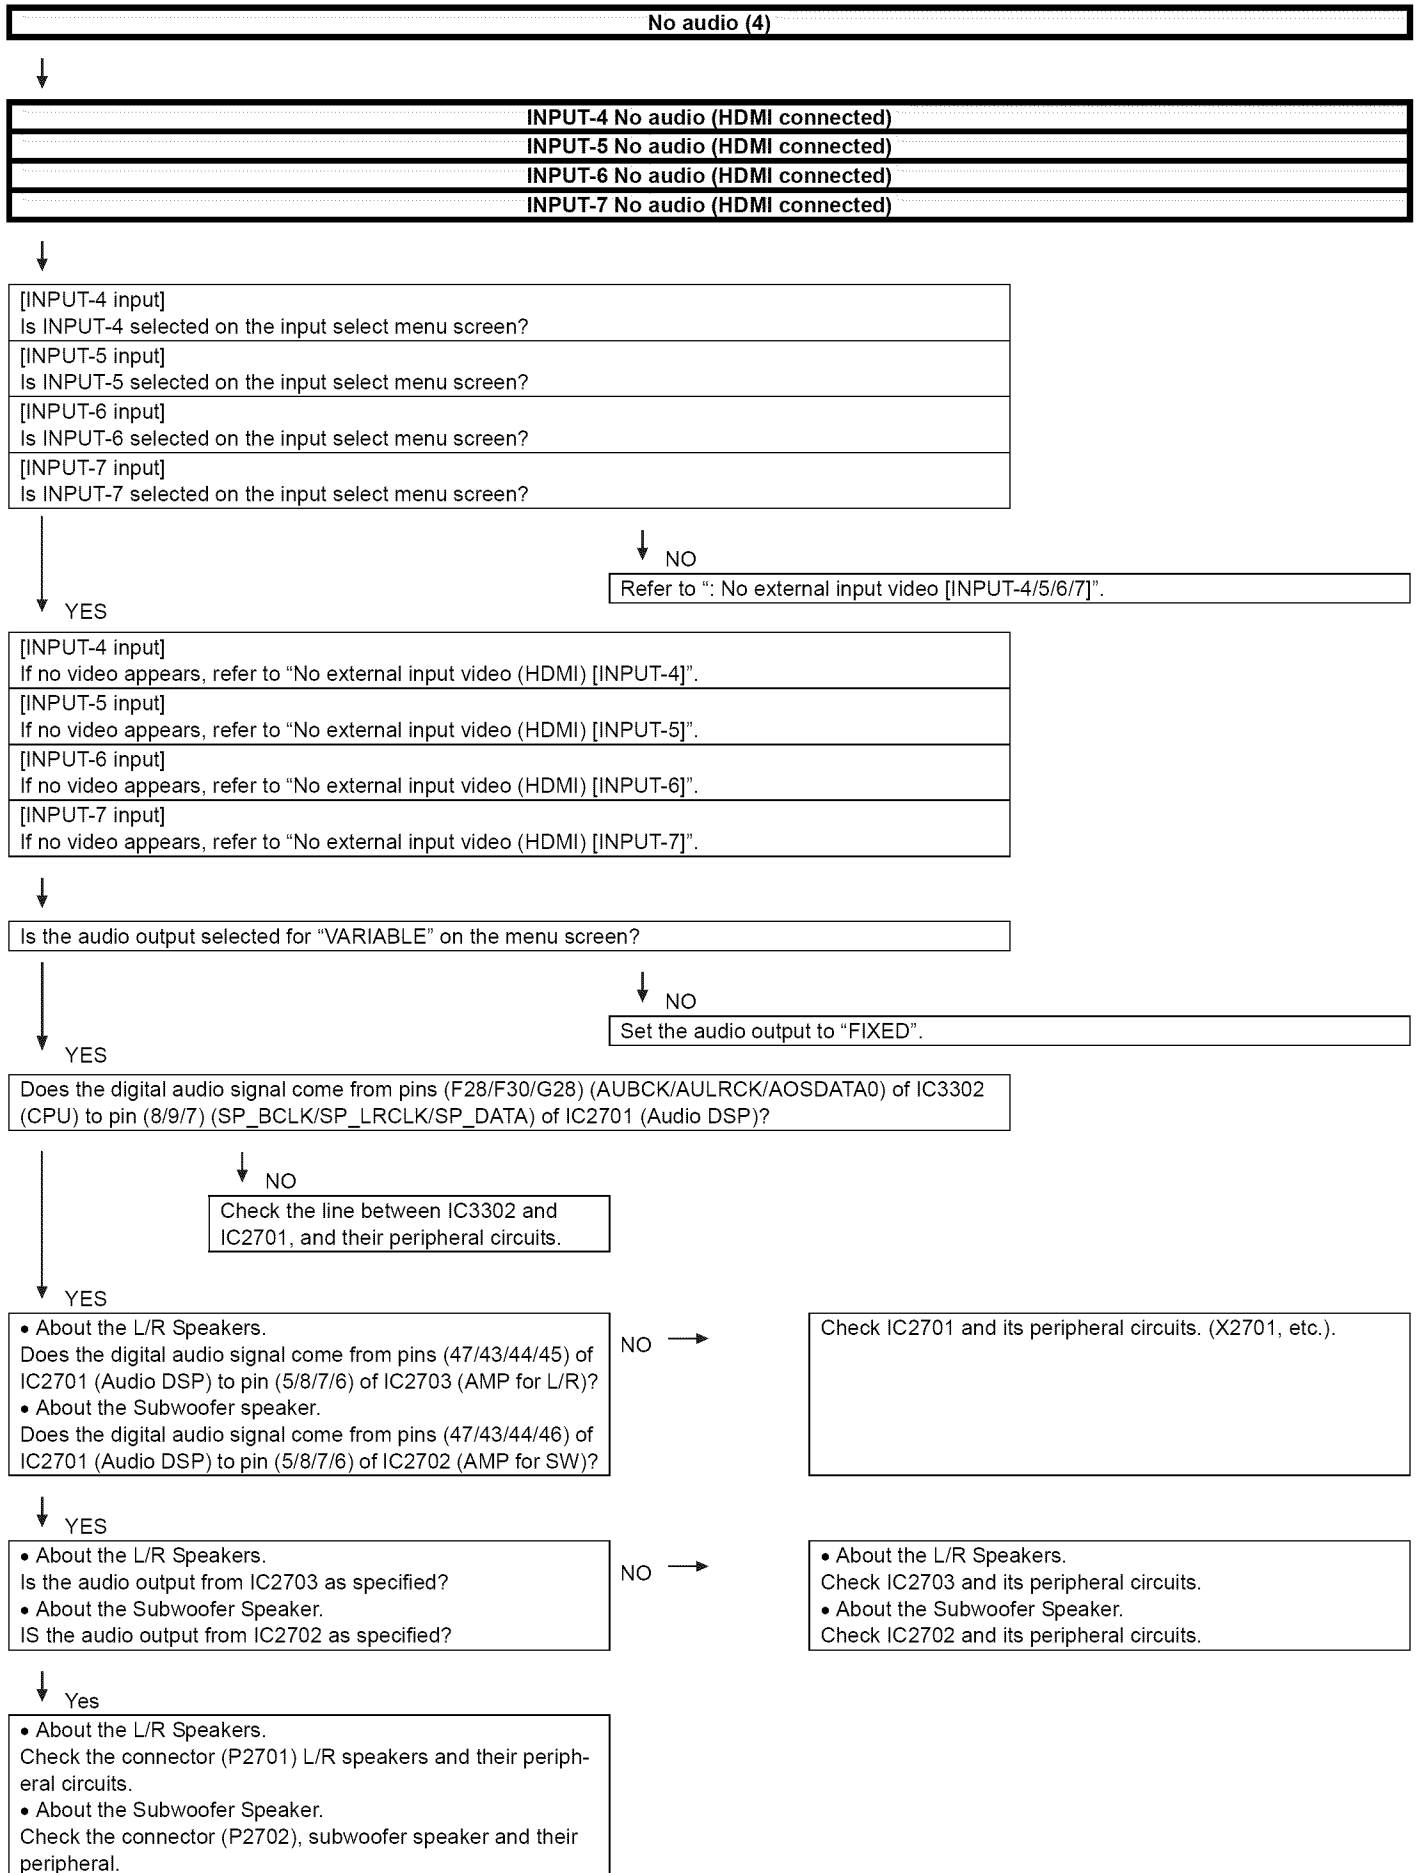 No audio (4)
INPUT-4 No audio (HDMI connected)
INPUT-5 No audio (HDMI connected)
INPUT-6 No audio (HDMI connected)
INPUT-7 No audio (HDMI connected)
[INPUT-4 input]
Is INPUT-4 selected on the input select menu screen?
[INPUT-5 input]
Is INPUT-5 selected on the input select menu screen?
[INPUT-6 input]
Is INPUT-6 selected on the input select menu screen?
[INPUT-7 input]
Is INPUT-7 selected on the input select menu screen?
NO
Refer to “: No external input video [INPUT-4/5/6/7]”.
YES
[INPUT-4 input]
If no video appears, refer to “No external input video (HDMI) [INPUT-4]”.
[INPUT-5 input]
If no video appears, refer to “No external input video (HDMI) [INPUT-5]”.
[INPUT-6 input]
If no video appears, refer to “No external input video (HDMI) [INPUT-6]”.
[INPUT-7 input]
If no video appears, refer to “No external input video (HDMI) [INPUT-7]”.
Is the audio output selected for “VARIABLE” on the menu screen?
NO
Set the audio output to “FIXED”.
YES
Does the digital audio signal come from pins (F28/F30/G28) (AUBCK/AULRCK/AOSDATA0) of IC3302
(CPU) to pin (8/9/7) (SP_BCLK/SP_LRCLK/SP_DATA) of IC2701 (Audio DSP)?
NO
Check the line between IC3302 and
IC2701, and their peripheral circuits.
YES
• About the L/R Speakers.
Does the digital audio signal come from pins (47/43/44/45) of
IC2701 (Audio DSP) to pin (5/8/7/6) of IC2703 (AMP for L/R)?
• About the Subwoofer speaker.
Does the digital audio signal come from pins (47/43/44/46) of
IC2701 (Audio DSP) to pin (5/8/7/6) of IC2702 (AMP for SW)?
NO
Check IC2701 and its peripheral circuits. (X2701, etc.).
YES
• About the L/R Speakers.
Is the audio output from IC2703 as specified?
• About the Subwoofer Speaker.
IS the audio output from IC2702 as specified?
NO
• About the L/R Speakers.
Check IC2703 and its peripheral circuits.
• About the Subwoofer Speaker.
Check IC2702 and its peripheral circuits.
Yes
• About the L/R Speakers.
Check the connector (P2701) L/R speakers and their periph-
eral circuits.
• About the Subwoofer Speaker.
Check the connector (P2702), subwoofer speaker and their
peripheral.